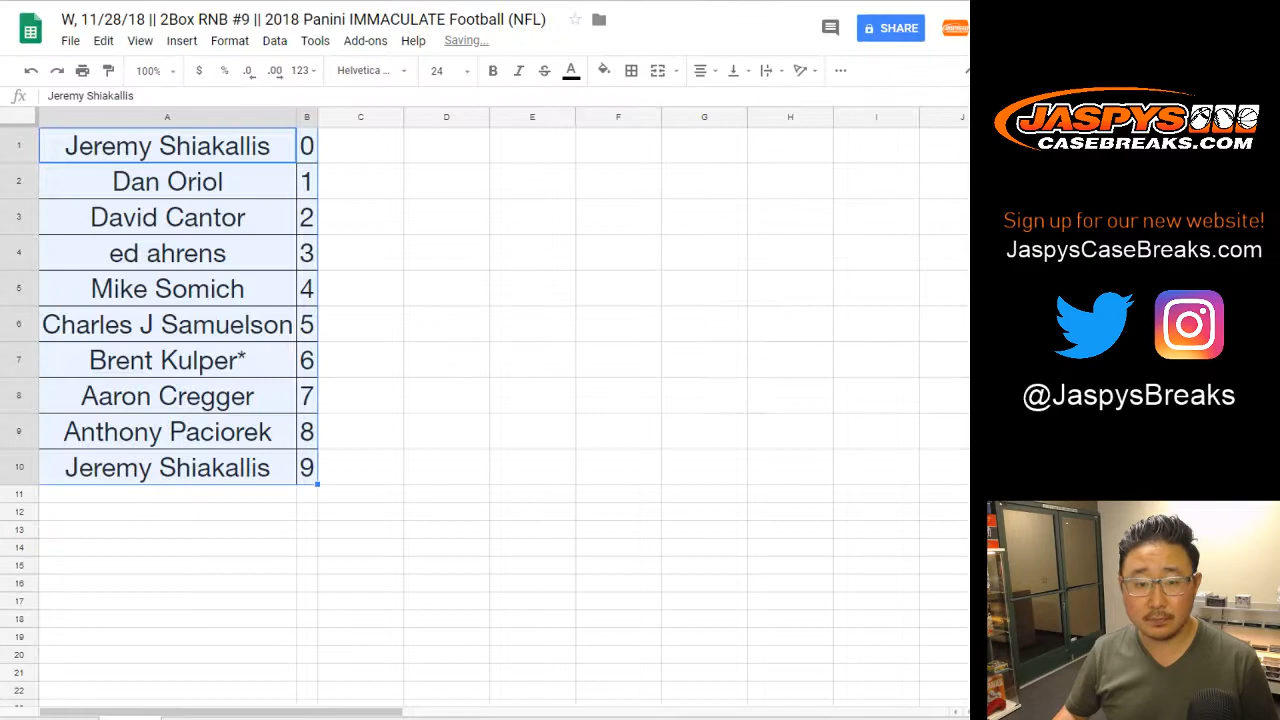 W, 11/28/18 || 2Box RNB #9 || 2018 Panini IMMACULATE Football (NFL)
File Edit View Insert Format Data Tools Add-ons Help Saving...
SHARE
100% $ % .0 .00 123 Helvetica ... 24 B I S A
fx Jeremy Shiakallis
A B C D E F G H I J
1 Jeremy Shiakallis 0
2 Dan Oriol 1
3 David Cantor 2
4 ed ahrens 3
5 Mike Somich 4
6 Charles J Samuelson 5
7 Brent Kulper* 6
8 Aaron Cregger 7
9 Anthony Paciorek 8
10 Jeremy Shiakallis 9
11
12
13
14
15
16
17
18
19
20
21
22
JASPYS
CASEBREAKS.COM
Sign up for our new website!
JaspysCaseBreaks.com
@JaspysBreaks